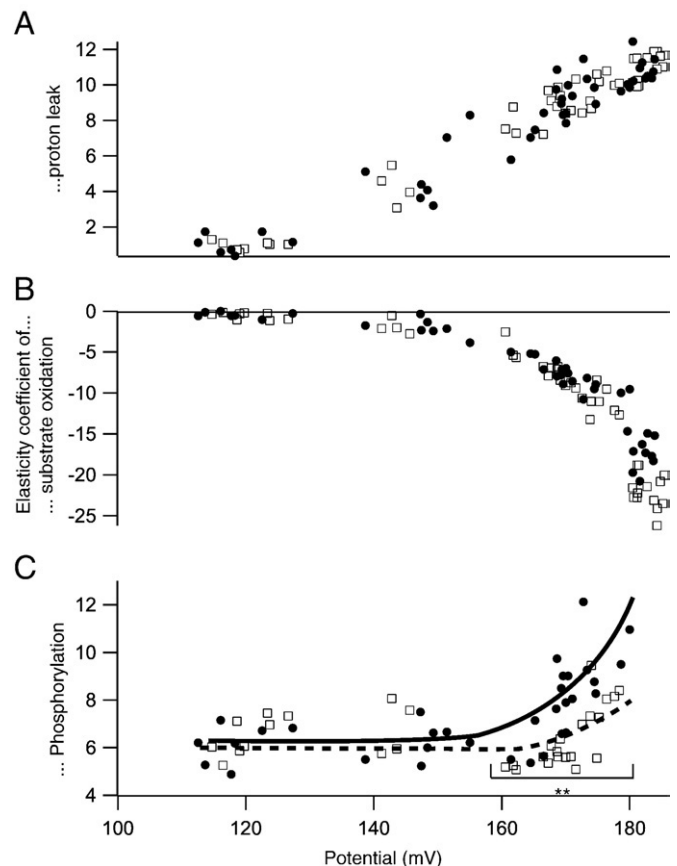 A
12
10
8
6
4
2
...proton leak
B
0
-5
-10
-15
-20
-25
Elasticity coefficient of...
... substrate oxidation
C
12
10
8
6
4
... Phosphorylation
**
100
120
140
160
180
Potential (mV)